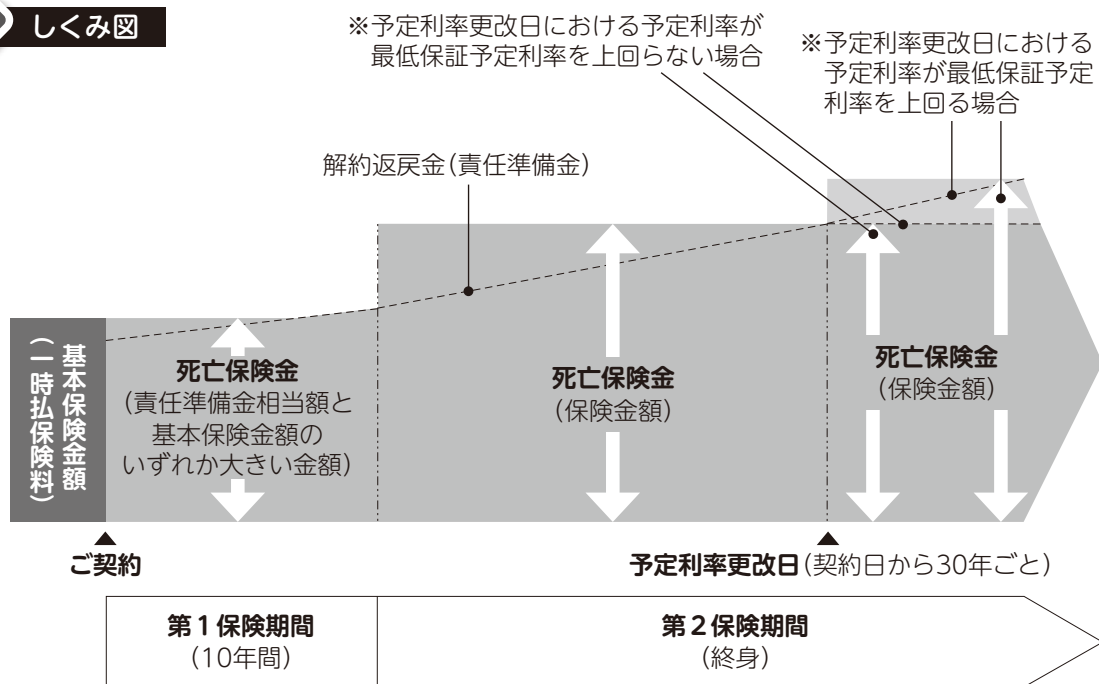 しくみ図
※予定利率更改日における予定利率が
最低保証予定利率を上回らない場合
※予定利率更改日における
予定利率が最低保証予定
利率を上回る場合
解約返戻金(責任準備金)
基本保険金額
(一時払保険料)
死亡保険金
(責任準備金相当額と
基本保険金額の
いずれか大きい金額)
死亡保険金
(保険金額)
死亡保険金
(保険金額)
ご契約
予定利率更改日(契約日から30年ごと)
第1保険期間
(10年間)
第2保険期間
(終身)